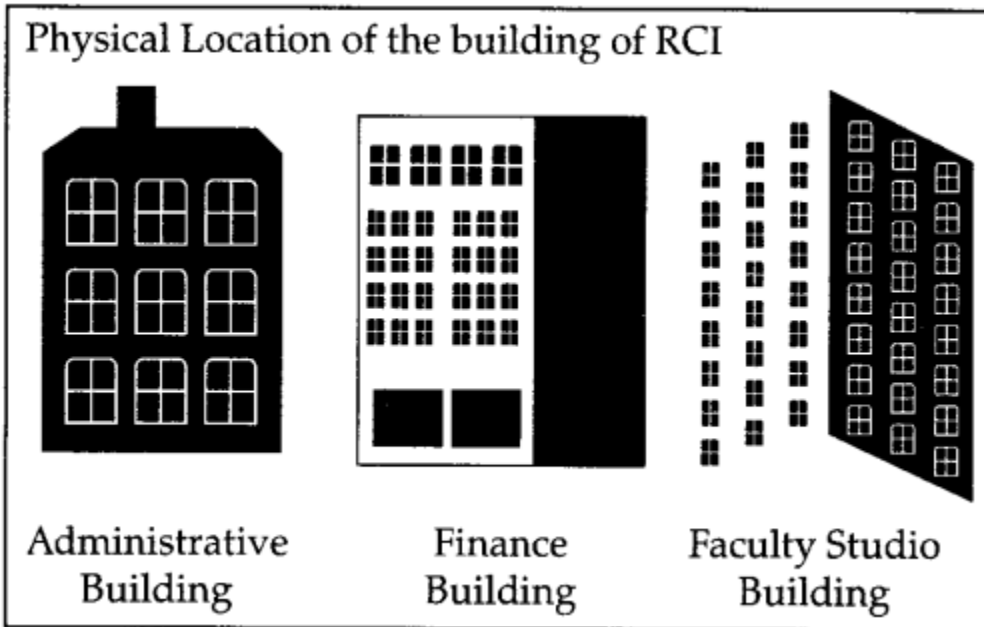 Physical Location of the building of RCI
Administrative
Building
Finance
Building
Faculty Studio
Building